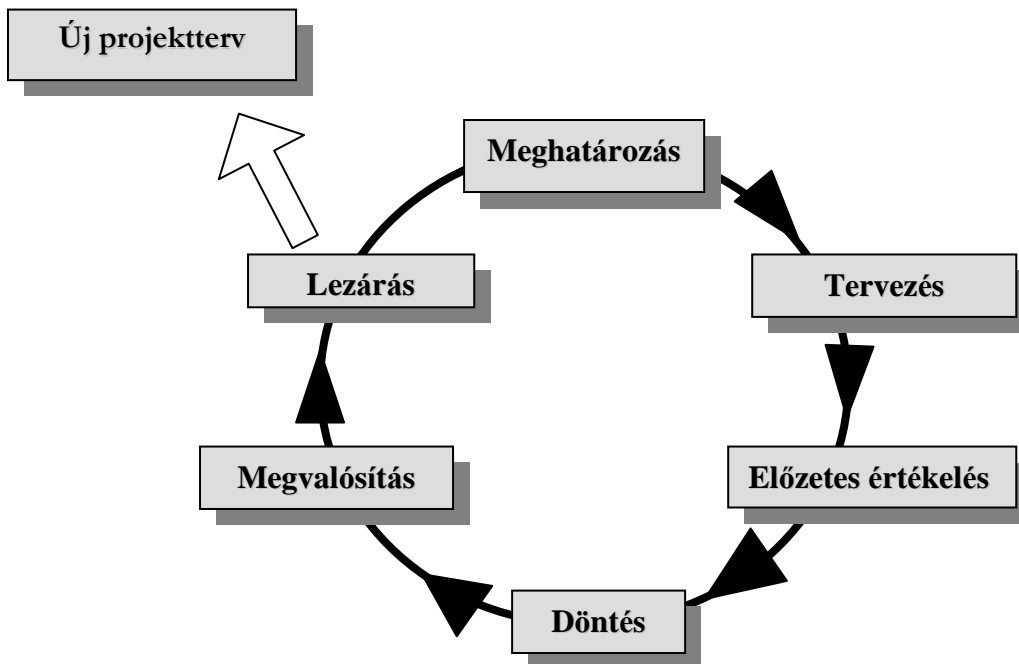 Új projektterv
Meghatározás
Tervezés
Előzetes értékelés
Döntés
Megvalósítás
Lezárás